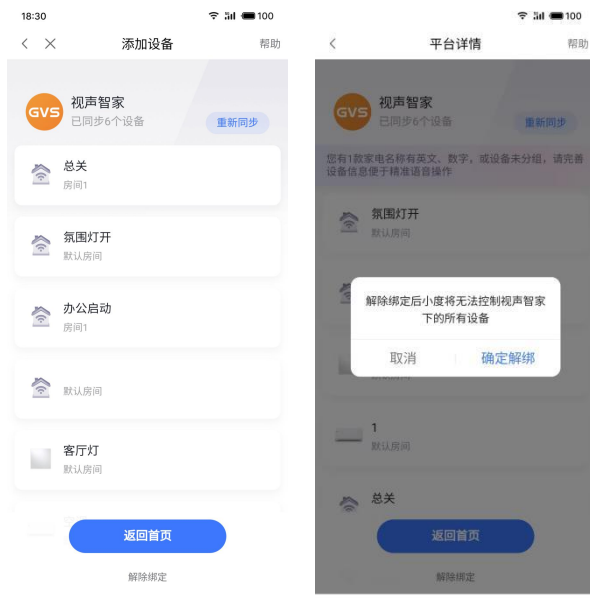 18:30
100
添加设备
帮助
GVS
视声智家
已同步6个设备
重新同步
总关
房间1
氛围灯开
默认房间
办公启动
房间1
默认房间
客厅灯
默认房间
返回首页
解除绑定
100
平台详情
帮助
GVS
视声智家
已同步6个设备
重新同步
您有1款家电名称有英文、数字，或设备未分组，请完善
设备信息便于精准语音操作
氛围灯开
默认房间
解除绑定后小度将无法控制视声智家
下的所有设备
取消
确定解绑
默认房间
1
默认房间
总关
返回首页
解除绑定